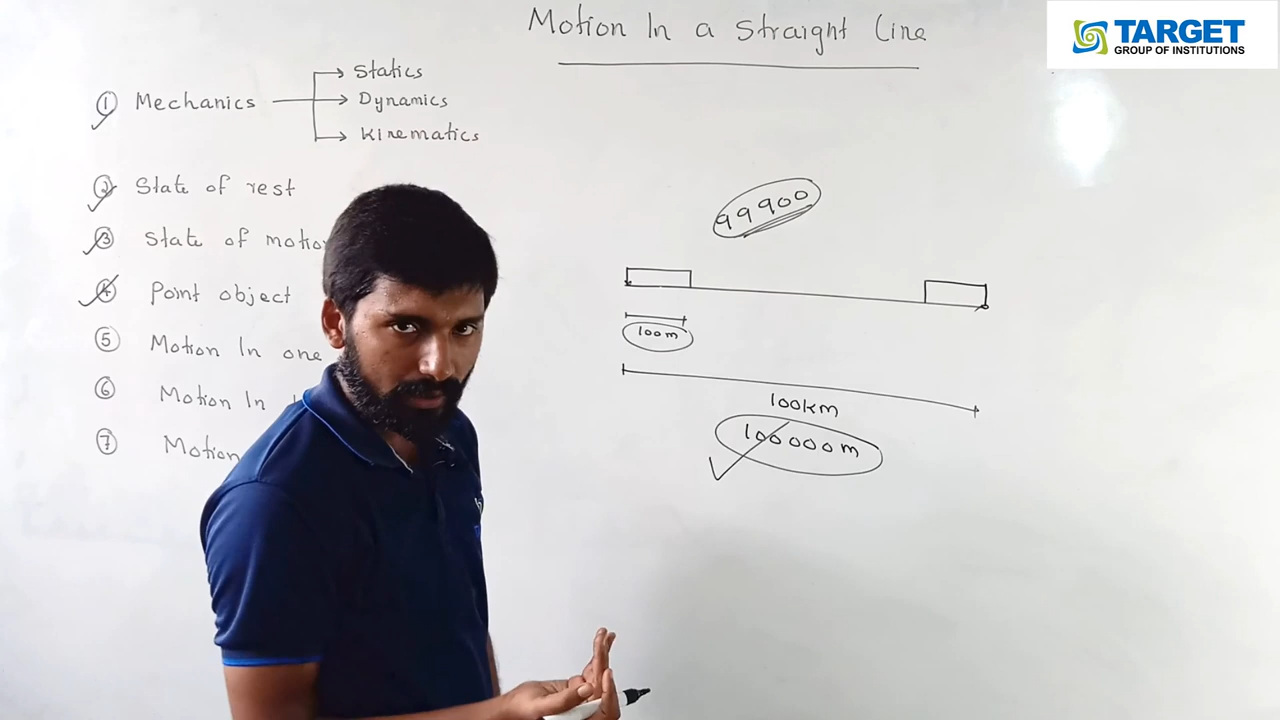 Motion In a Straight Line
TARGET
GROUP OF INSTITUTIONS
① Mechanics
Statics
Dynamics
Kinematics
② State of rest
③ State of motio
④ Point object
⑤ Motion In one
⑥ Motion In
⑦ Motion
99900
100m
100km
100000m